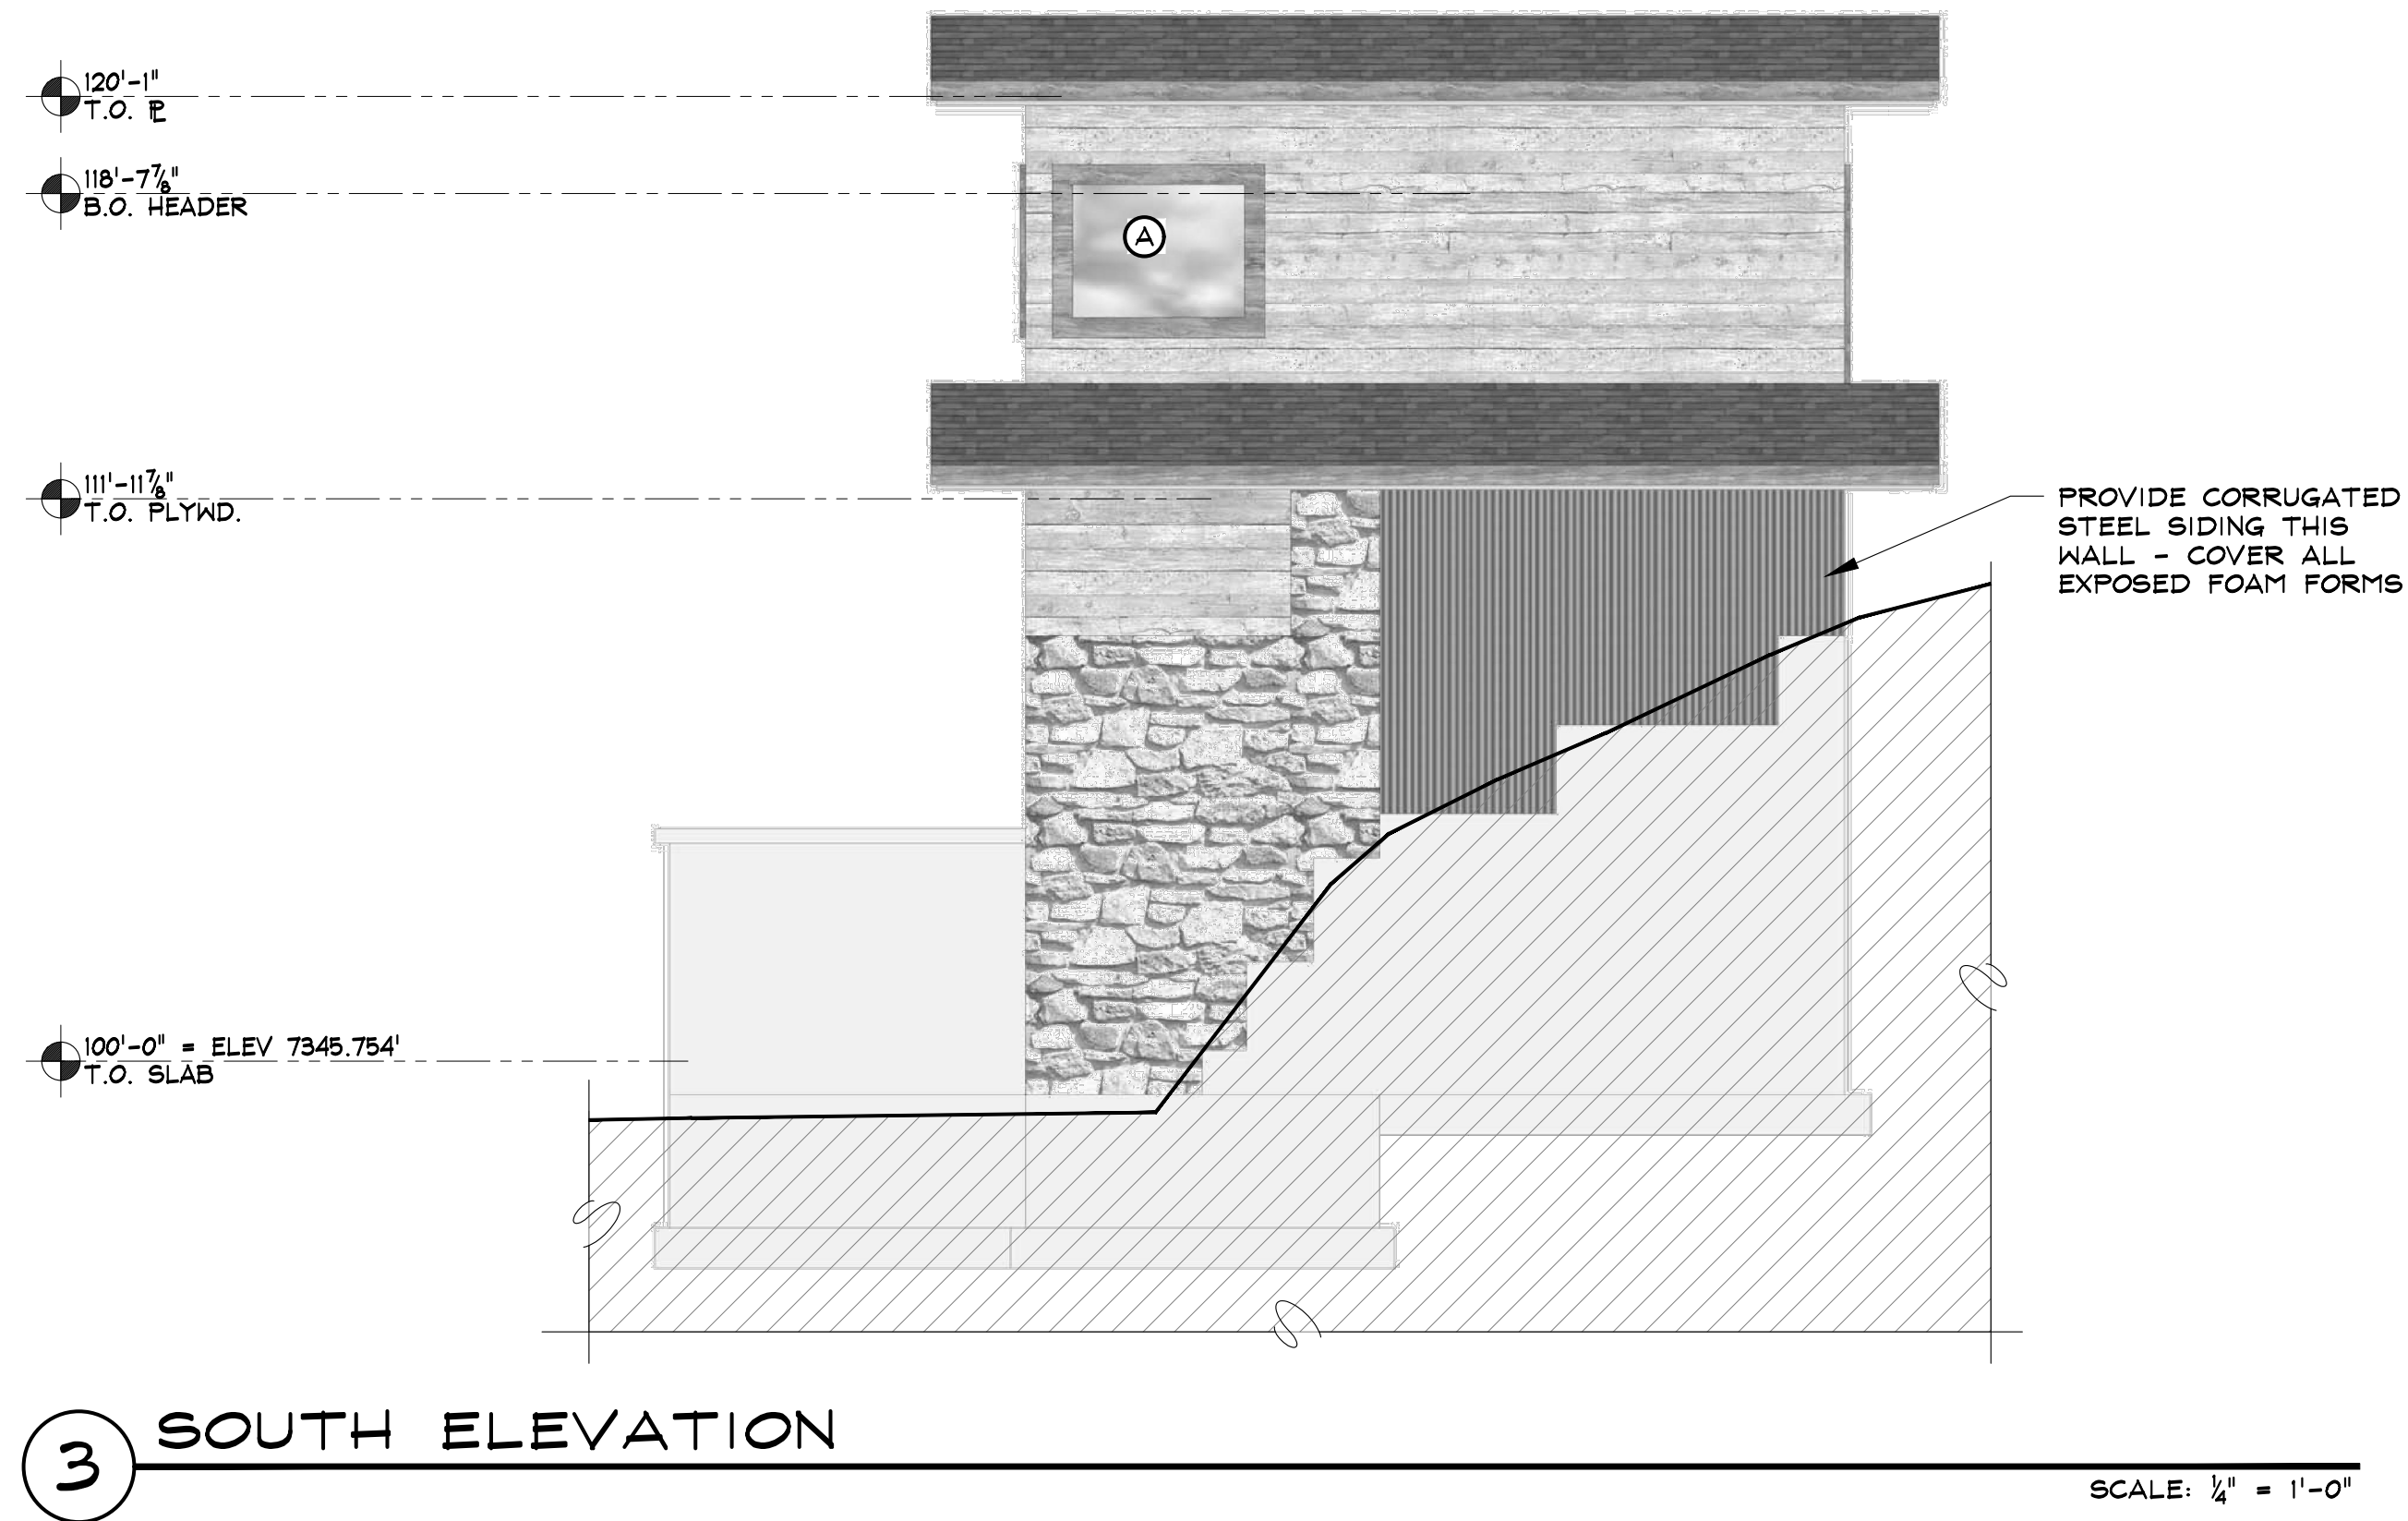 120'-1"
T.O. PL
118'-7⅞"
B.O. HEADER
A
111'-11⅞"
T.O. PLYWD.
PROVIDE CORRUGATED
STEEL SIDING THIS
WALL - COVER ALL
EXPOSED FOAM FORMS
100'-0" = ELEV 7345.754'
T.O. SLAB
3 SOUTH ELEVATION
SCALE: ¼" = 1'-0"